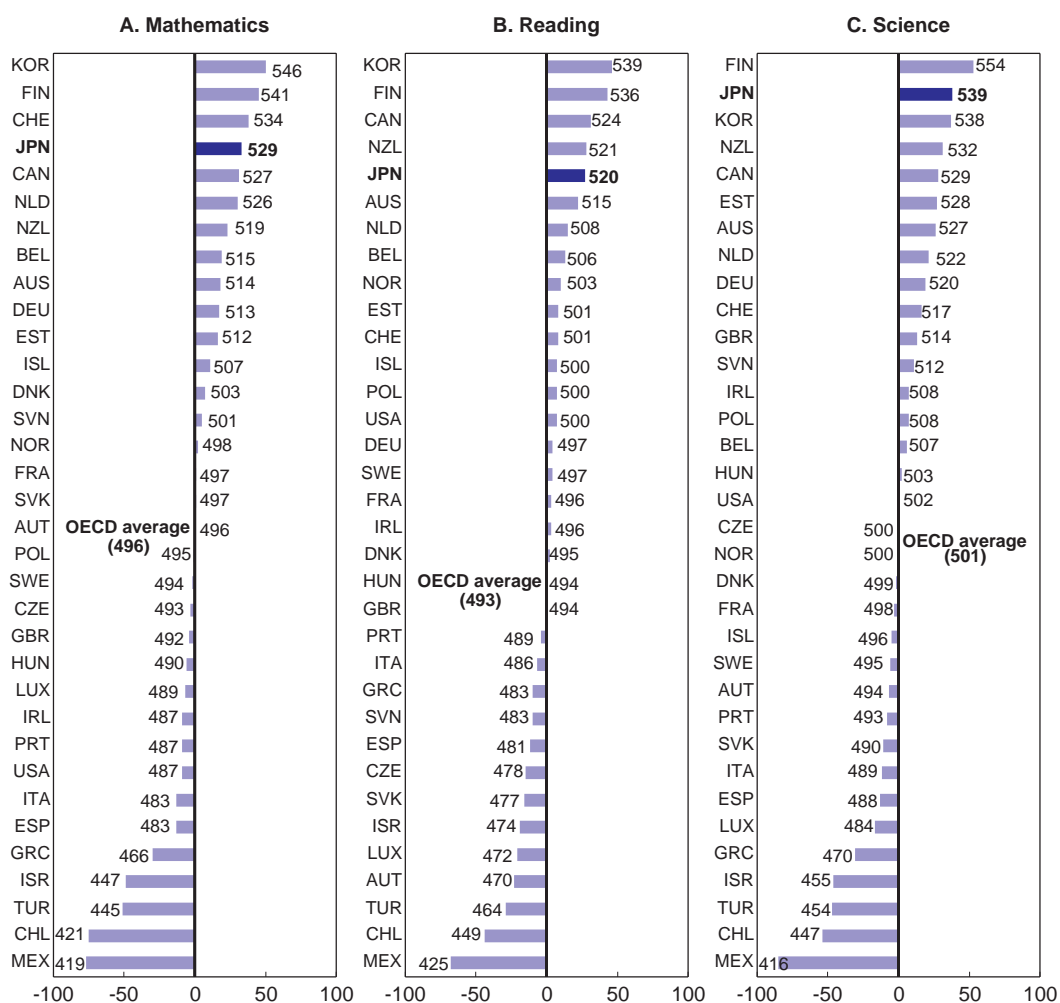 A. Mathematics
KOR 546
FIN 541
CHE 534
JPN 529
CAN 527
NLD 526
NZL 519
BEL 515
AUS 514
DEU 513
EST 512
ISL 507
DNK 503
SVN 501
NOR 498
FRA 497
SVK 497
AUT 496
OECD average
(496)
POL 495
SWE 494
CZE 493
GBR 492
HUN 490
LUX 489
IRL 487
PRT 487
USA 487
ITA 483
ESP 483
GRC 466
ISR 447
TUR 445
CHL 421
MEX 419
-100 -50 0 50 100
B. Reading
KOR 539
FIN 536
CAN 524
NZL 521
JPN 520
AUS 515
NLD 508
BEL 506
NOR 503
EST 501
CHE 501
ISL 500
POL 500
USA 500
DEU 497
SWE 497
FRA 496
IRL 496
DNK 495
HUN 494
OECD average
(493)
GBR 494
PRT 489
ITA 486
GRC 483
SVN 483
ESP 481
CZE 478
SVK 477
ISR 474
LUX 472
AUT 470
TUR 464
CHL 449
MEX 425
-100 -50 0 50 100
C. Science
FIN 554
JPN 539
KOR 538
NZL 532
CAN 529
EST 528
AUS 527
NLD 522
DEU 520
CHE 517
GBR 514
SVN 512
IRL 508
POL 508
BEL 507
HUN 503
USA 502
CZE 500
OECD average
(501)
NOR 500
DNK 499
FRA 498
ISL 496
SWE 495
AUT 494
PRT 493
SVK 490
ITA 489
ESP 488
LUX 484
GRC 470
ISR 455
TUR 454
CHL 447
MEX 416
-100 -50 0 50 100